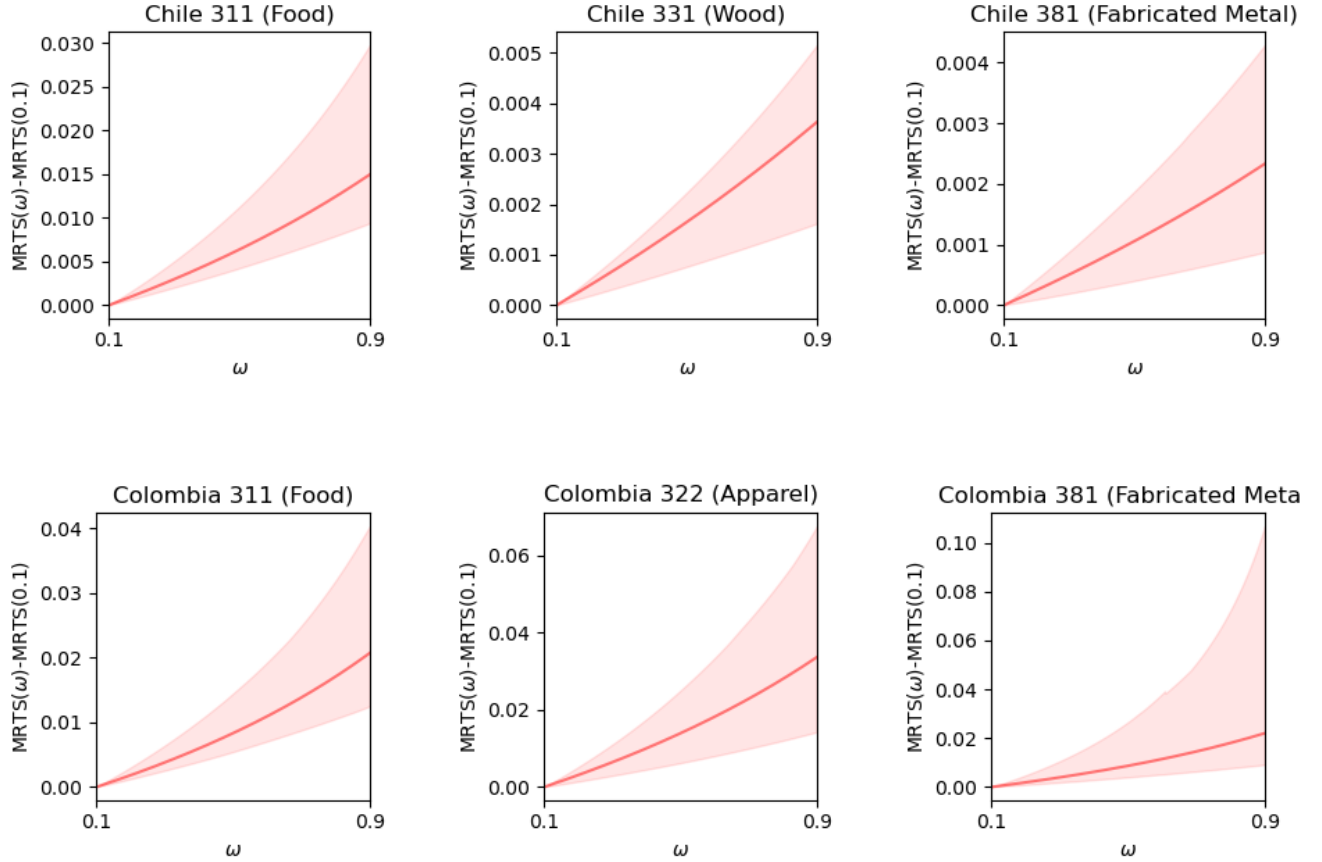 Chile 311 (Food)
MRTS(ω)-MRTS(0.1)
0.030
0.025
0.020
0.015
0.010
0.005
0.000
0.1
0.9
ω
Chile 331 (Wood)
MRTS(ω)-MRTS(0.1)
0.005
0.004
0.003
0.002
0.001
0.000
0.1
0.9
ω
Chile 381 (Fabricated Metal)
MRTS(ω)-MRTS(0.1)
0.004
0.003
0.002
0.001
0.000
0.1
0.9
ω
Colombia 311 (Food)
MRTS(ω)-MRTS(0.1)
0.04
0.03
0.02
0.01
0.00
0.1
0.9
ω
Colombia 322 (Apparel)
MRTS(ω)-MRTS(0.1)
0.06
0.04
0.02
0.00
0.1
0.9
ω
Colombia 381 (Fabricated Meta
MRTS(ω)-MRTS(0.1)
0.10
0.08
0.06
0.04
0.02
0.00
0.1
0.9
ω